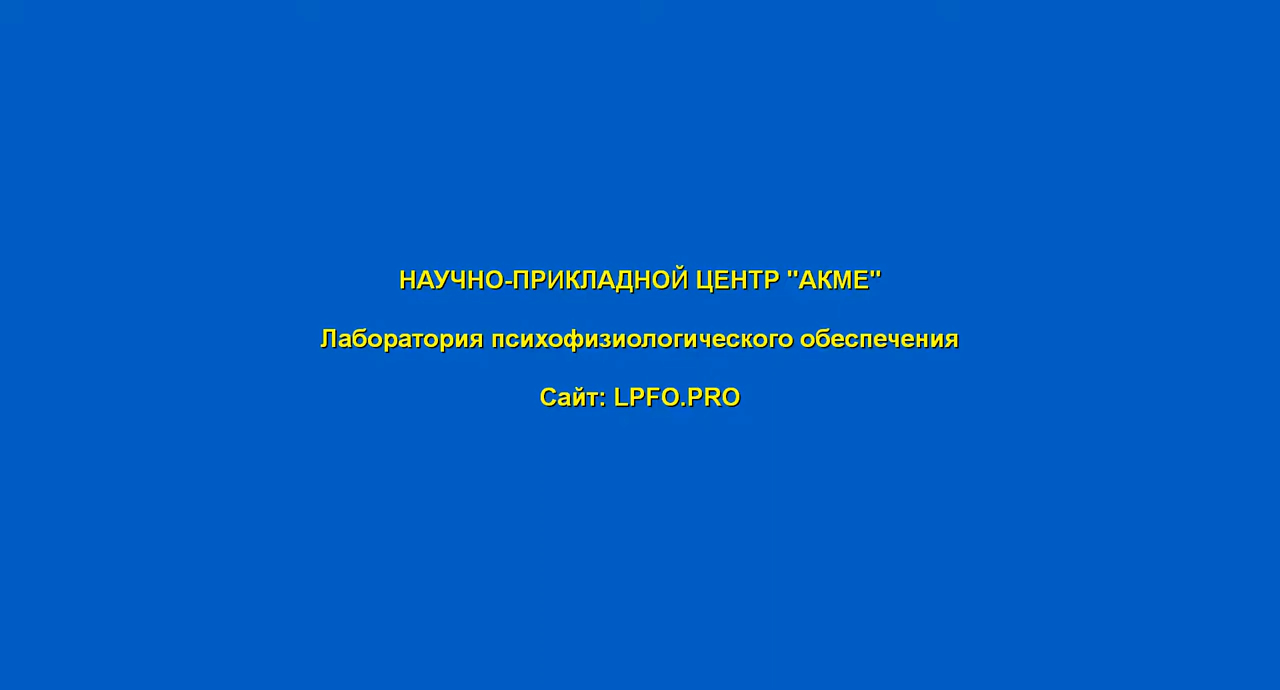 НАУЧНО-ПРИКЛАДНОЙ ЦЕНТР "АКМЕ"
Лаборатория психофизиологического обеспечения
Сайт: LPFO.PRO